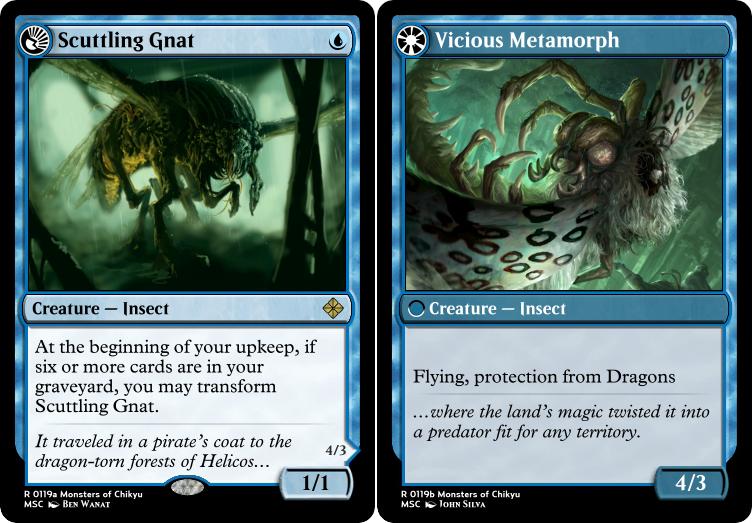 Scuttling Gnat
Creature — Insect
At the beginning of your upkeep, if
six or more cards are in your
graveyard, you may transform
Scuttling Gnat.
It traveled in a pirate's coat to the
dragon-torn forests of Helicos…
4/3
1/1
R 0119a Monsters of Chikyu
MSC Ben Wanat
Vicious Metamorph
Creature — Insect
Flying, protection from Dragons
…where the land's magic twisted it into
a predator fit for any territory.
4/3
R 0119b Monsters of Chikyu
MSC John Silva